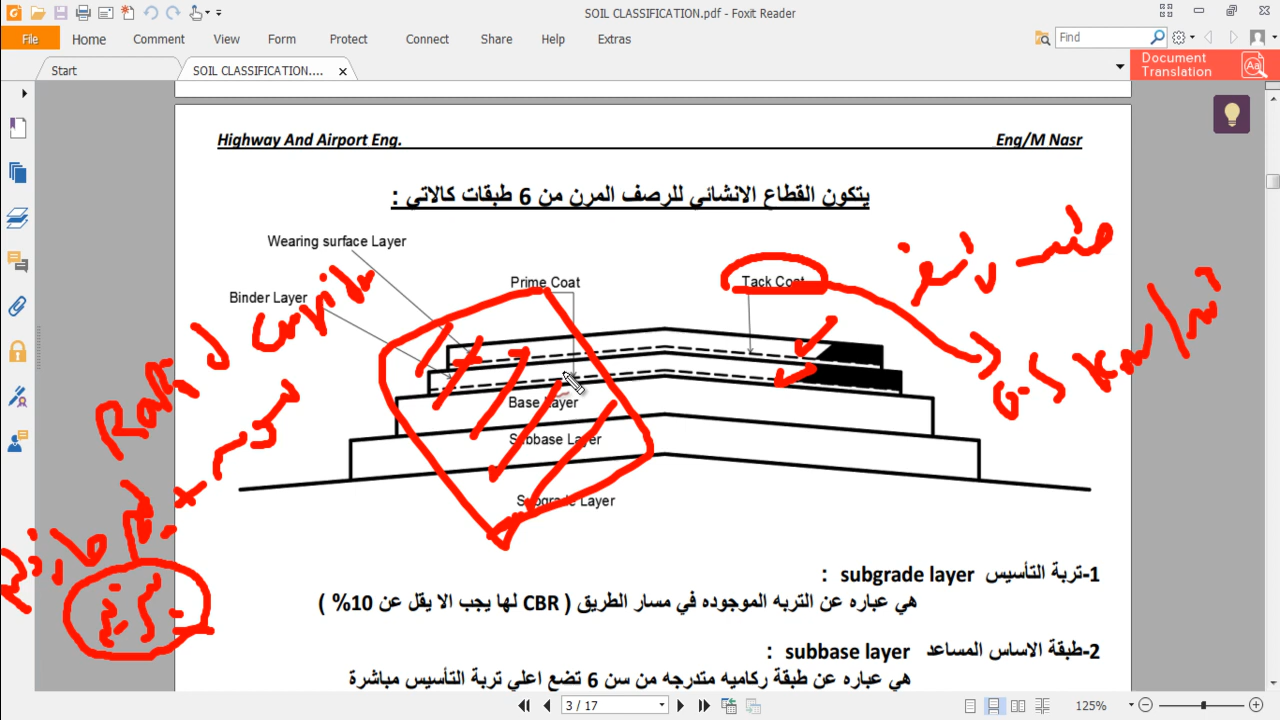 SOIL CLASSIFICATION.pdf - Foxit Reader
File Home Comment View Form Protect Connect Share Help Extras Find
Document
Translation
Start SOIL CLASSIFICATION....
Highway And Airport Eng. Eng/M Nasr
يتكون القطاع الانشائي للرصف المرن من 6 طبقات كالاتي :
Wearing surface Layer
Prime Coat
Tack Coat
Binder Layer
Base Layer
Subbase Layer
Subgrade Layer
1-تربة التأسيس subgrade layer :
هي عباره عن التربه الموجوده في مسار الطريق ( CBR لها يجب الا يقل عن 10% )
2-طبقة الاساس المساعد subbase layer :
هي عباره عن طبقة ركاميه متدرجه من سن 6 تضع اعلي تربة التأسيس مباشرة
3 / 17
125%